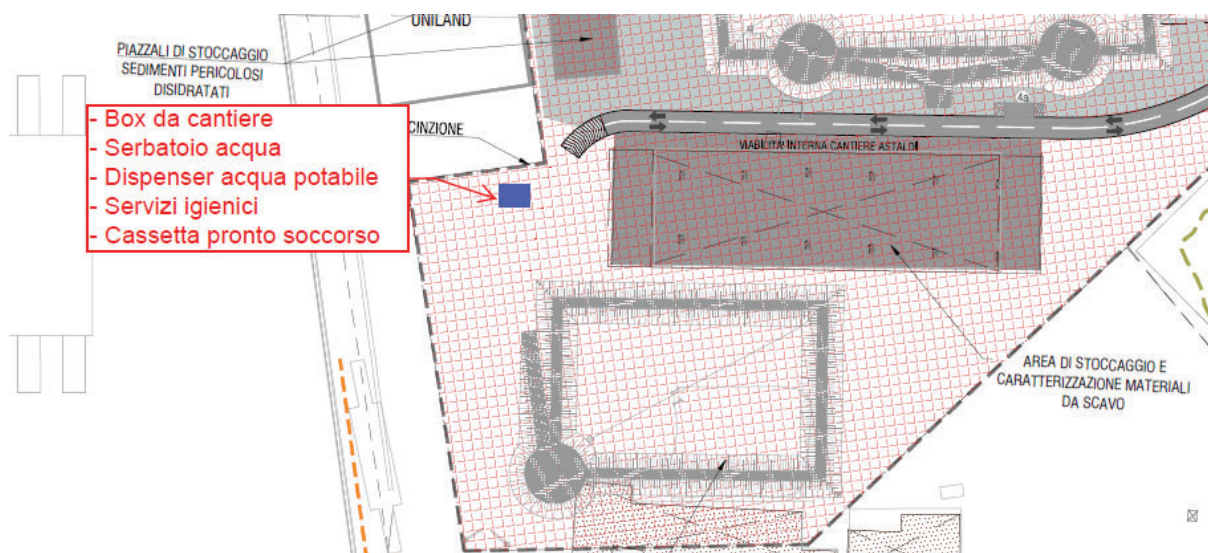 UNILAND
PIAZZALI DI STOCCAGGIO
SEDIMENTI PERICOLOSI
DISIDRATATI
- Box da cantiere
- Serbatoio acqua
- Dispenser acqua potabile
- Servizi igienici
- Cassetta pronto soccorso
CINZIONE
VIABILITA' INTERNA CANTIERE ASTALDI
AREA DI STOCCAGGIO E
CARATTERIZZAZIONE MATERIALI
DA SCAVO